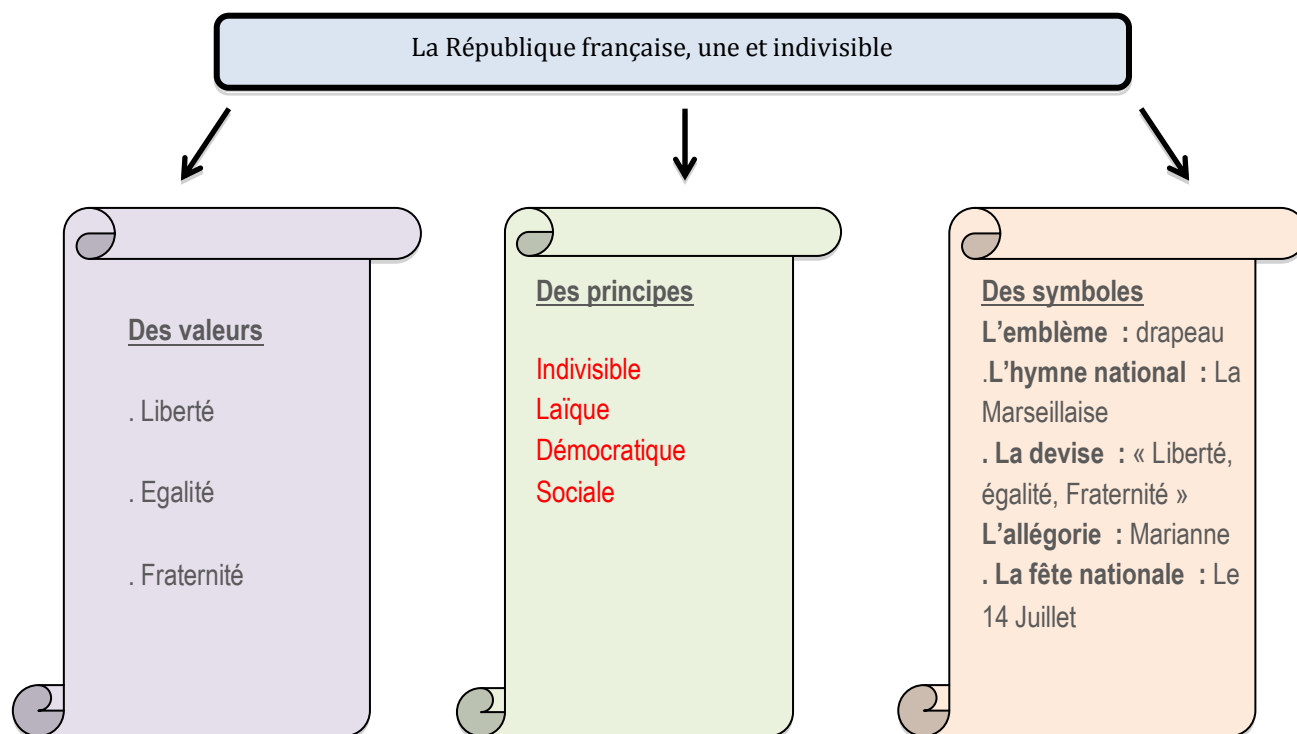 La République française, une et indivisible
Des valeurs
. Liberté
. Egalité
. Fraternité
Des principes
Indivisible
Laïque
Démocratique
Sociale
Des symboles
L’emblème : drapeau
.L’hymne national : La
Marseillaise
. La devise : « Liberté,
égalité, Fraternité »
L’allégorie : Marianne
. La fête nationale : Le
14 Juillet